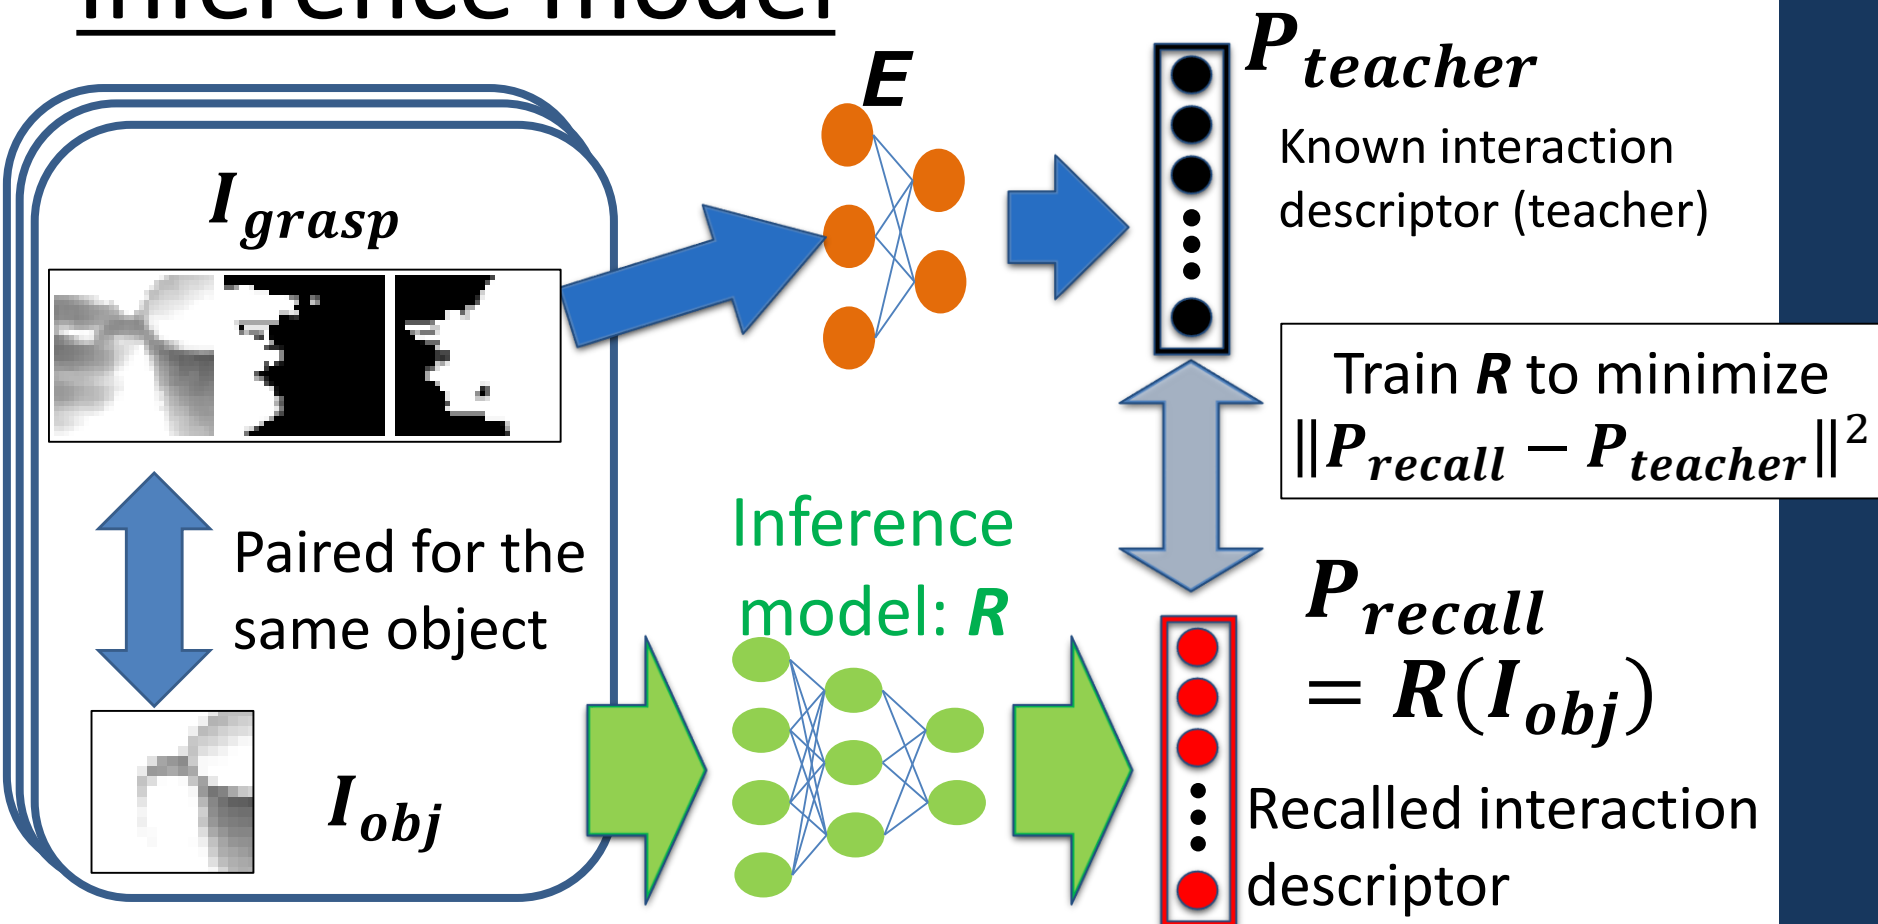 Inference model
E
P_teacher
Known interaction
descriptor (teacher)
I_grasp
Train R to minimize
‖P_recall − P_teacher‖²
Paired for the
same object
Inference
model: R
P_recall
= R(I_obj)
I_obj
Recalled interaction
descriptor